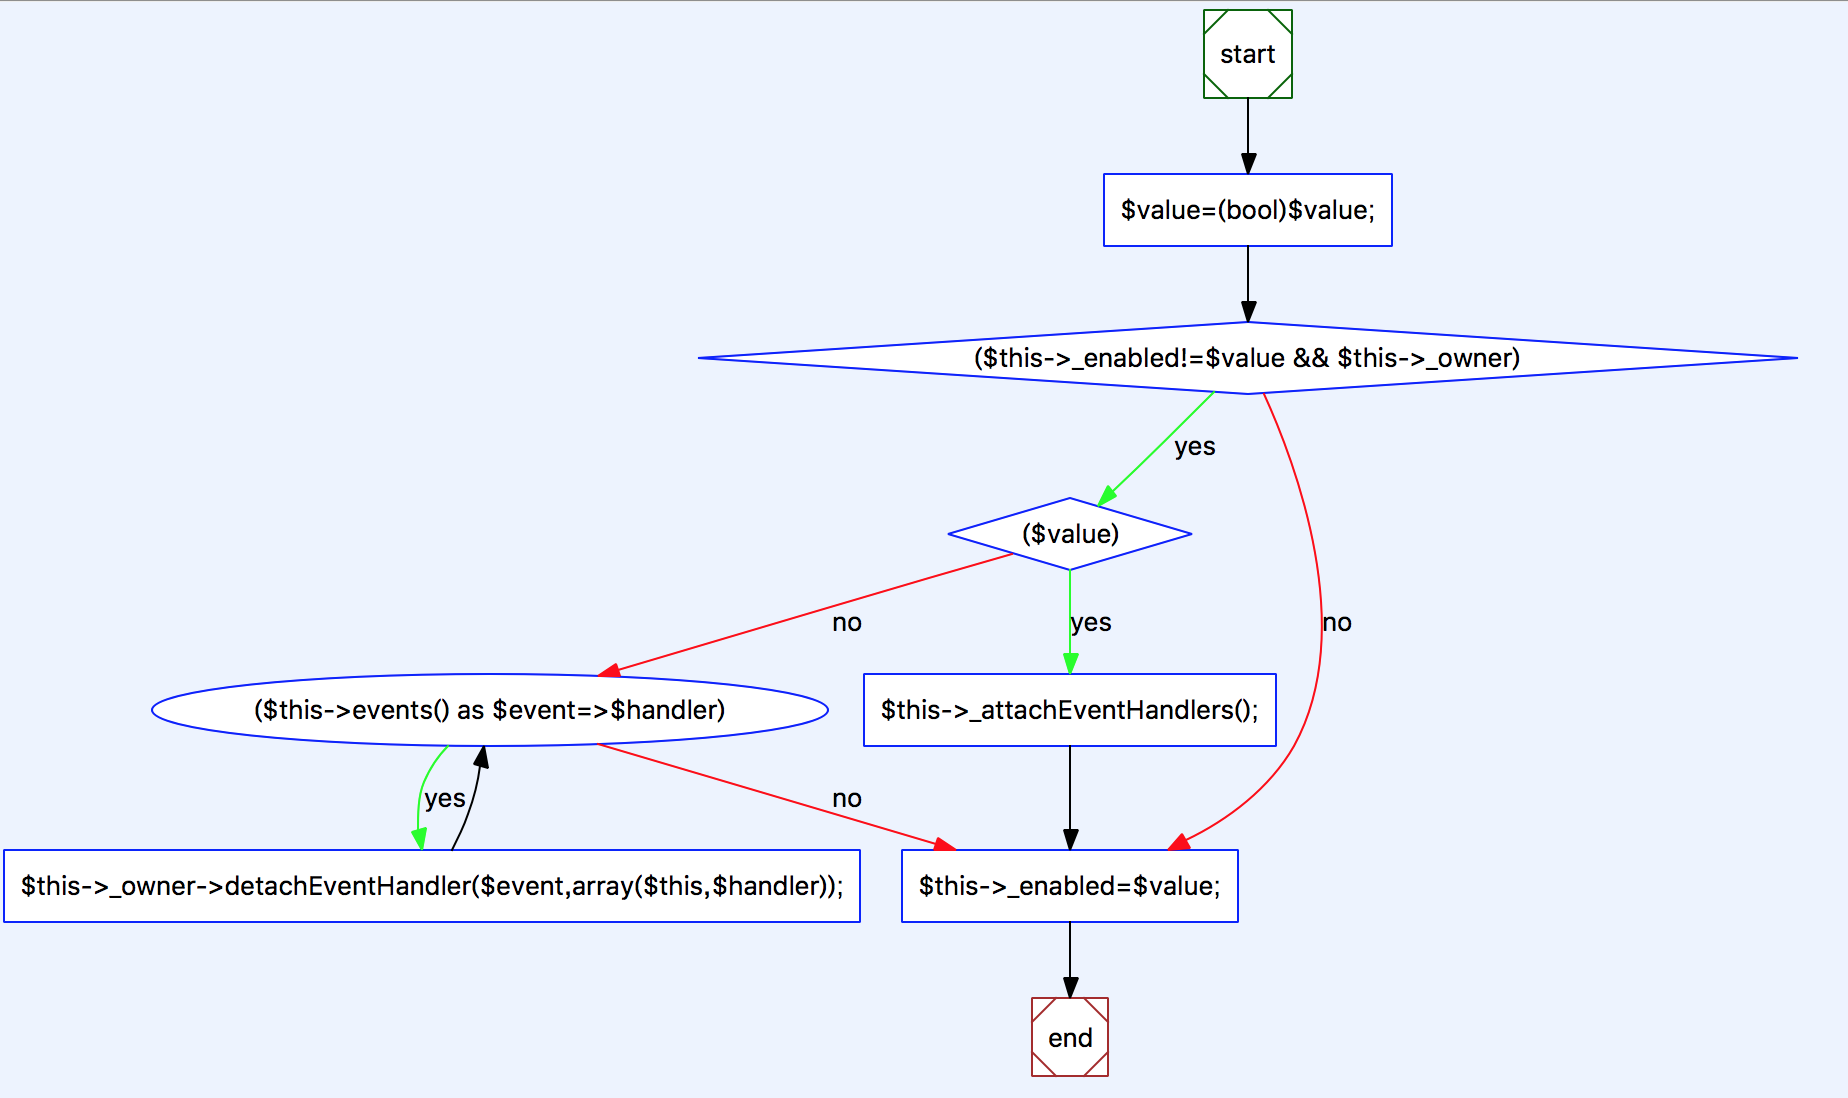 start
$value=(bool)$value;
($this->_enabled!=$value && $this->_owner)
yes
($value)
no
yes
no
($this->events() as $event=>$handler)
$this->_attachEventHandlers();
yes
no
$this->_owner->detachEventHandler($event,array($this,$handler));
$this->_enabled=$value;
end